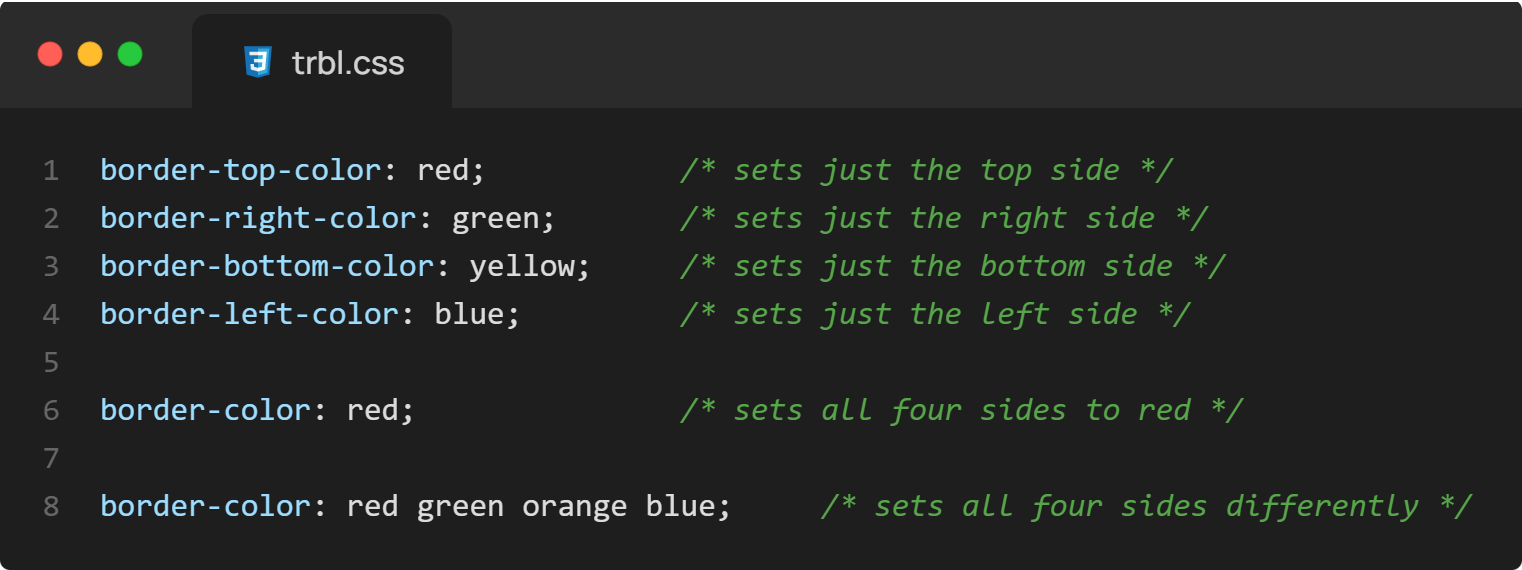 trbl.css
1 border-top-color: red; /* sets just the top side */
2 border-right-color: green; /* sets just the right side */
3 border-bottom-color: yellow; /* sets just the bottom side */
4 border-left-color: blue; /* sets just the left side */
5
6 border-color: red; /* sets all four sides to red */
7
8 border-color: red green orange blue; /* sets all four sides differently */